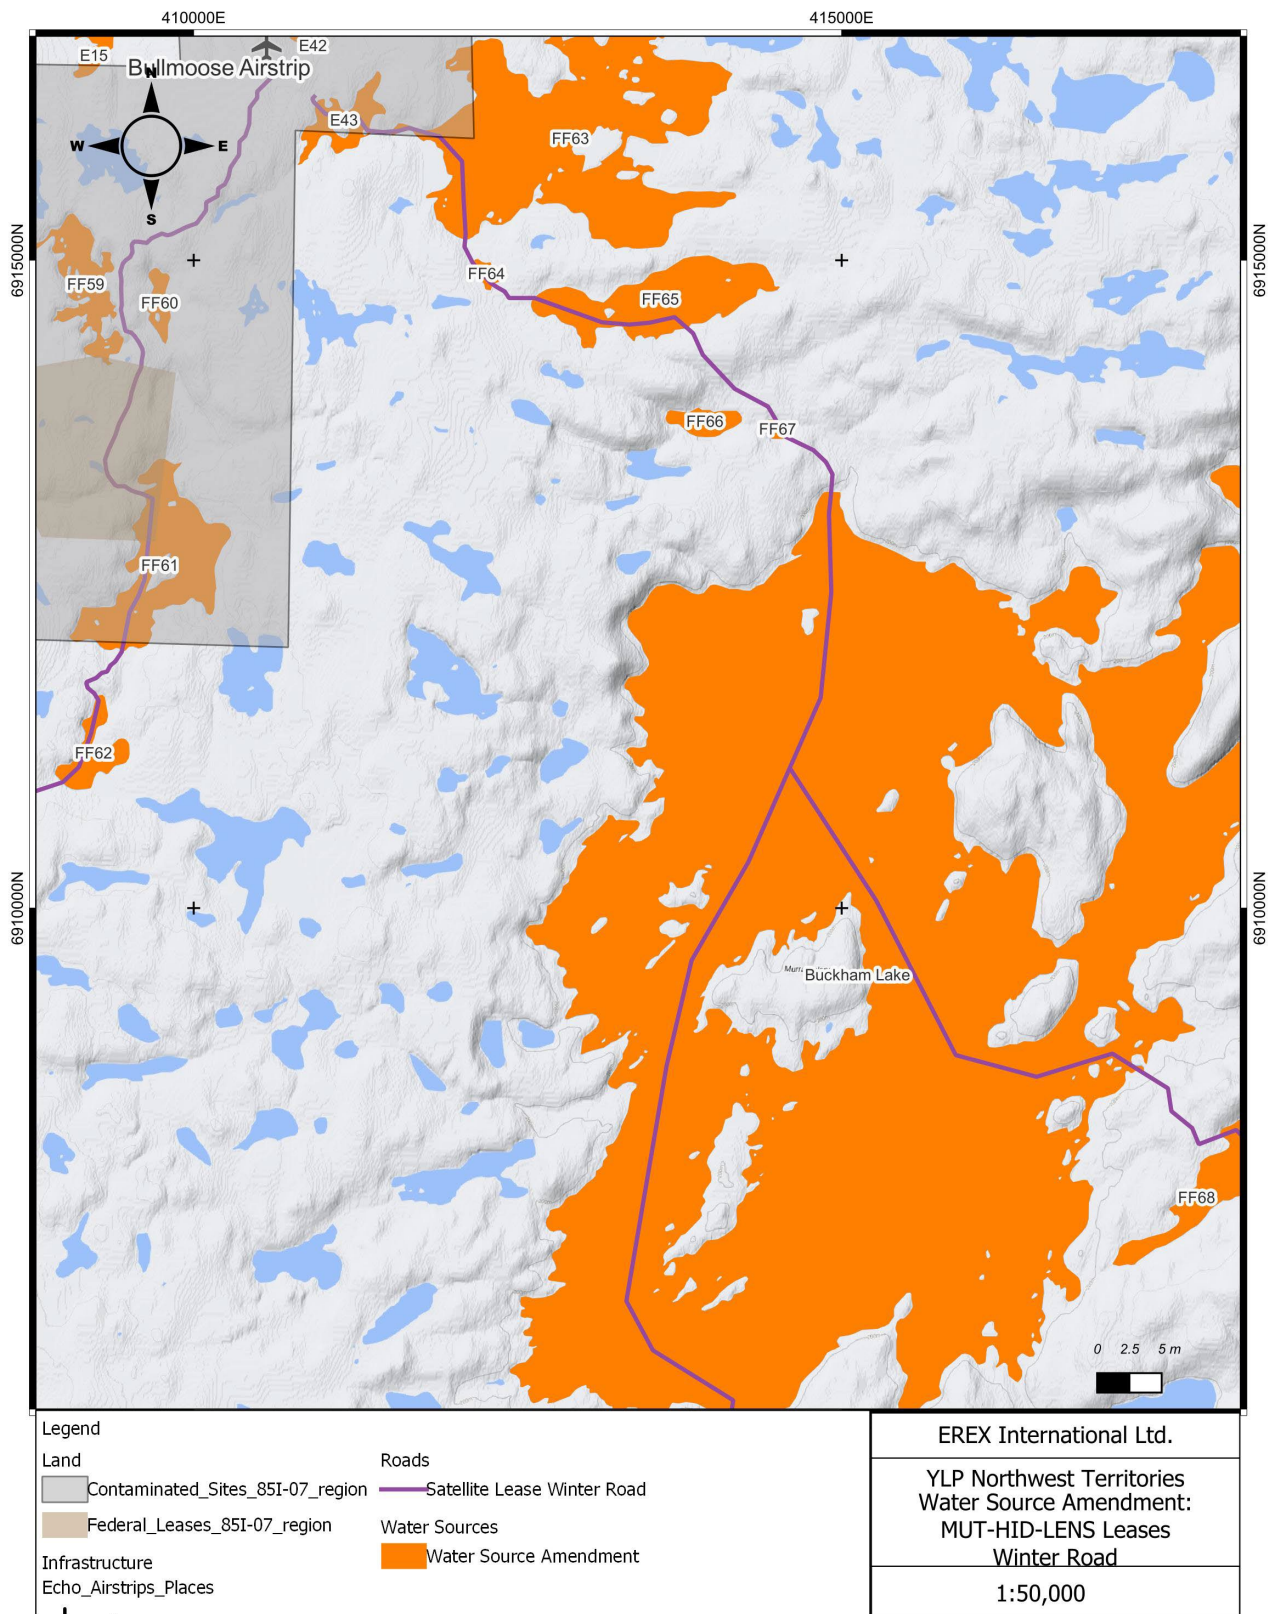 410000E
415000E
E15
E42
Bullmoose Airstrip
N
W
E
S
E43
FF63
6915000N
6915000N
FF64
FF59
FF60
FF65
FF66
FF67
FF61
FF62
6910000N
6910000N
Buckham Lake
FF68
0 2.5 5 m
Legend
Land
Contaminated_Sites_85I-07_region
Federal_Leases_85I-07_region
Infrastructure
Echo_Airstrips_Places
Roads
Satellite Lease Winter Road
Water Sources
Water Source Amendment
EREX International Ltd.
YLP Northwest Territories
Water Source Amendment:
MUT-HID-LENS Leases
Winter Road
1:50,000